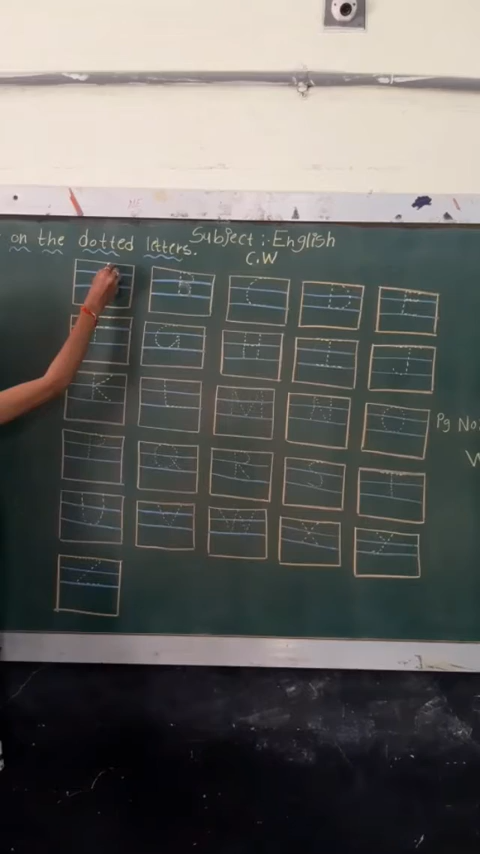 on the dotted letters. Subject :- English
C.W
B C D E
G H I J
K L M N O
P Q R S T
U V W X Y
Z
Pg No.